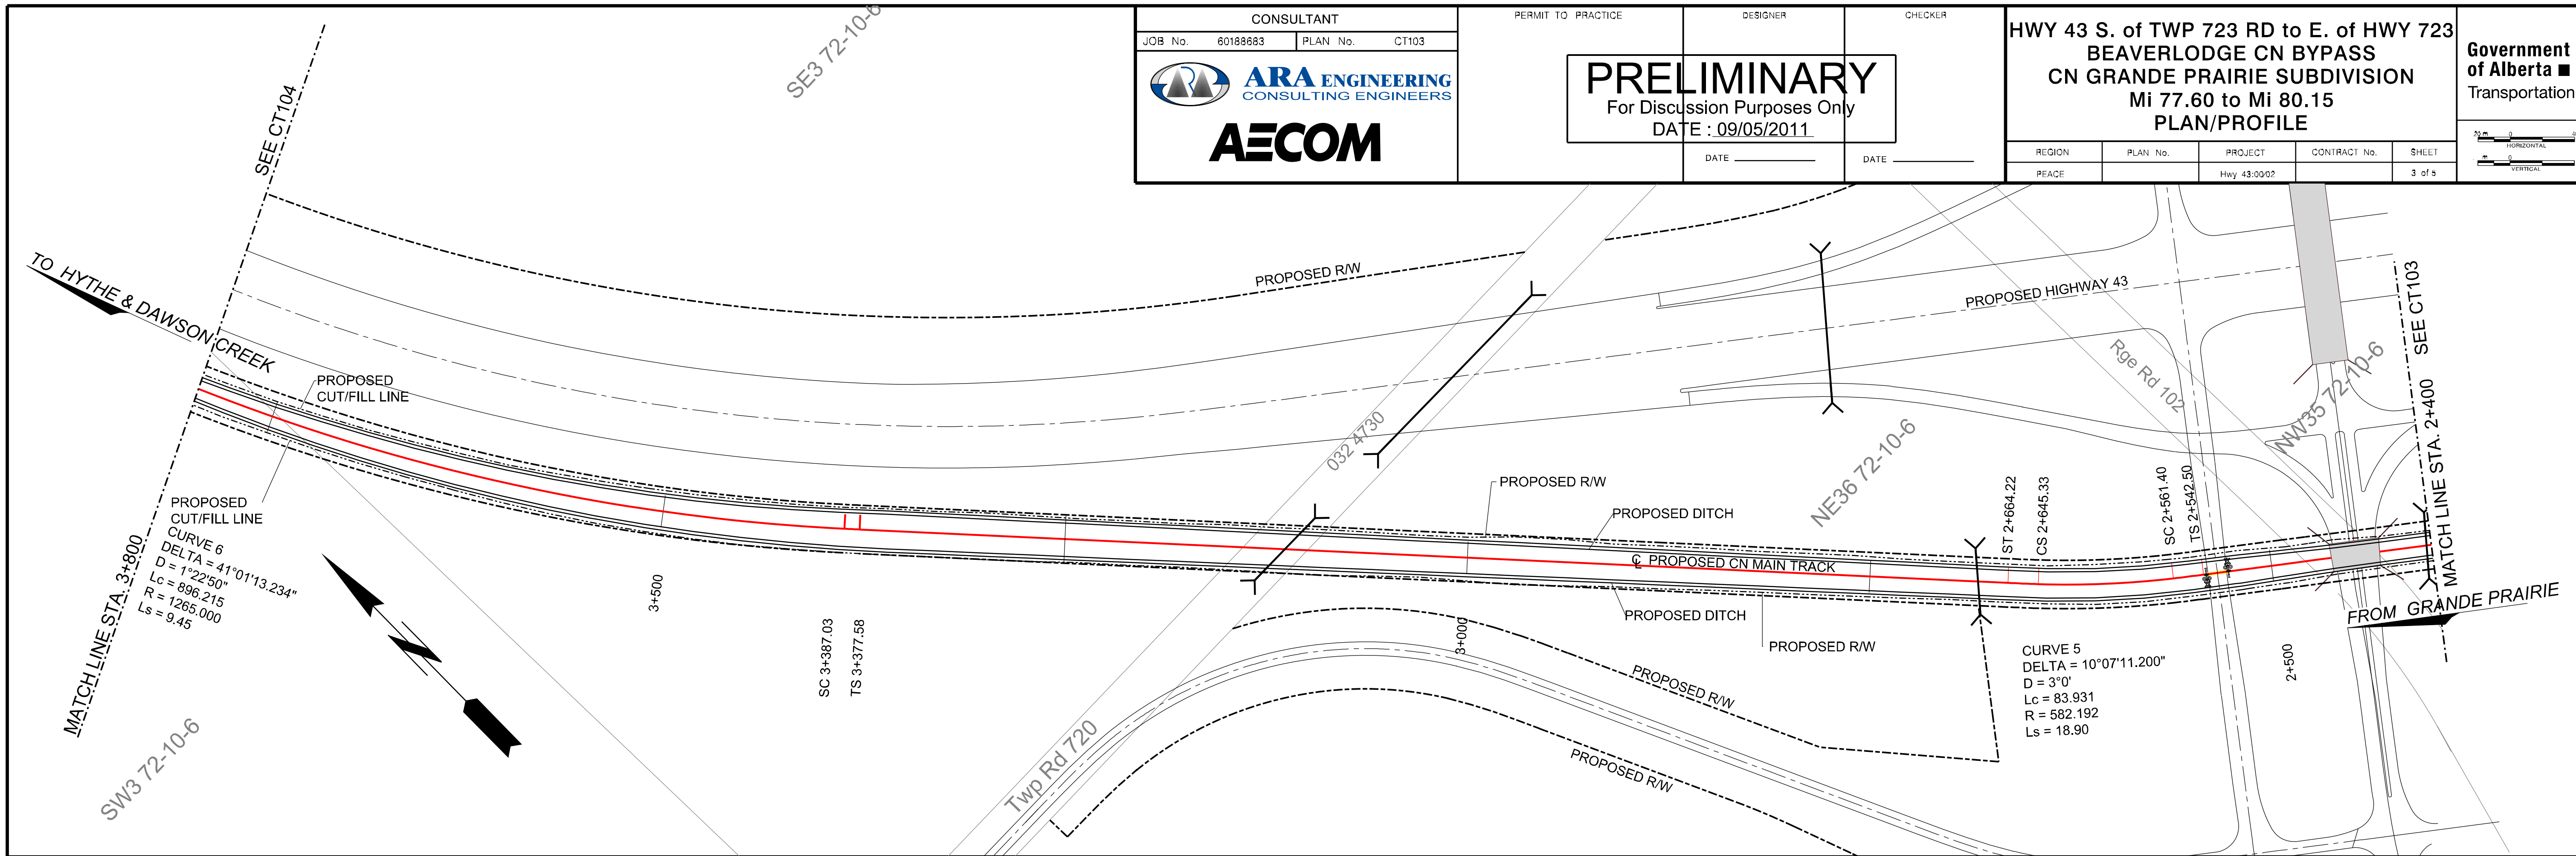 CONSULTANT
JOB No. 60188683 PLAN No. CT103
ARA ENGINEERING
CONSULTING ENGINEERS
AECOM
PERMIT TO PRACTICE
DESIGNER
CHECKER
PRELIMINARY
For Discussion Purposes Only
DATE : 09/05/2011
DATE
DATE
HWY 43 S. of TWP 723 RD to E. of HWY 723
BEAVERLODGE CN BYPASS
CN GRANDE PRAIRIE SUBDIVISION
Mi 77.60 to Mi 80.15
PLAN/PROFILE
REGION PLAN No. PROJECT CONTRACT No. SHEET
PEACE Hwy 43:00/02 3 of 5
Government
of Alberta
Transportation
20 m 0
HORIZONTAL
m 0
VERTICAL
SE3 72-10-6
SEE CT104
TO HYTHE & DAWSON CREEK
PROPOSED
CUT/FILL LINE
PROPOSED
CUT/FILL LINE
CURVE 6
DELTA = 41°01'13.234"
D = 1°22'50"
Lc = 896.215
R = 1265.000
Ls = 9.45
MATCH LINE STA. 3+800
SW3 72-10-6
3+500
SC 3+387.03
TS 3+377.58
PROPOSED R/W
032 4730
PROPOSED R/W
PROPOSED DITCH
℄ PROPOSED CN MAIN TRACK
PROPOSED DITCH
PROPOSED R/W
3+000
Twp Rd 720
PROPOSED R/W
PROPOSED R/W
PROPOSED HIGHWAY 43
Rge Rd 102
NE36 72-10-6
NW35 72-10-6
ST 2+664.22
CS 2+645.33
SC 2+561.40
TS 2+542.50
CURVE 5
DELTA = 10°07'11.200"
D = 3°0'
Lc = 83.931
R = 582.192
Ls = 18.90
2+500
SEE CT103
MATCH LINE STA. 2+400
FROM GRANDE PRAIRIE